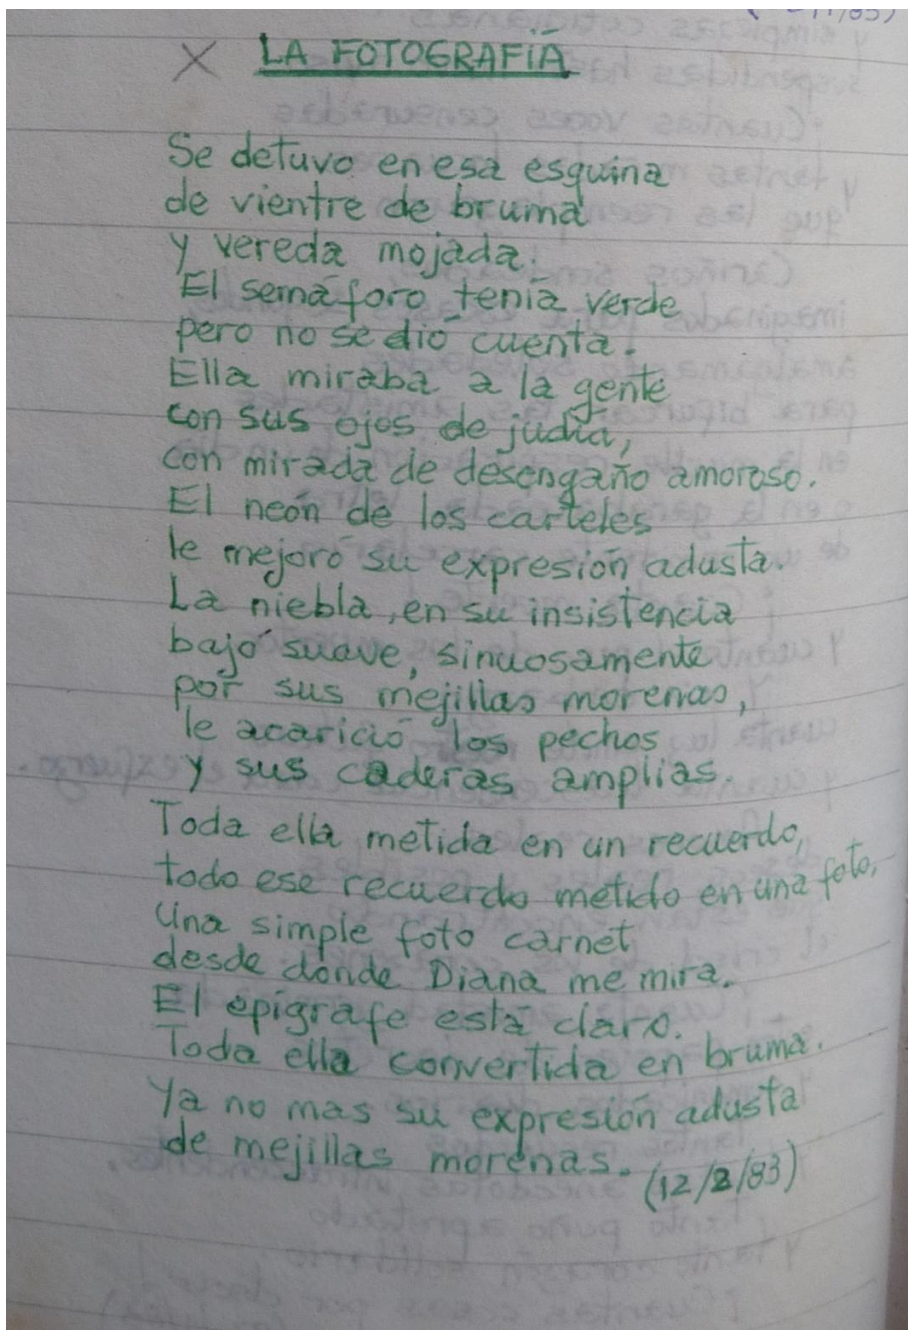 LA FOTOGRAFÍA
Se detuvo en esa esquina
de vientre de bruma
y vereda mojada.
El semáforo tenía verde
pero no se dió cuenta.
Ella miraba a la gente
con sus ojos de judía,
con mirada de desengaño amoroso.
El neón de los carteles
le mejoró su expresión adusta.
La niebla, en su insistencia
bajó suave, sinuosamente
por sus mejillas morenas,
le acarició los pechos
y sus caderas amplias.
Toda ella metida en un recuerdo,
todo ese recuerdo metido en una foto,
Una simple foto carnet
desde dónde Diana me mira.
El epígrafe está claro.
Toda ella convertida en bruma.
Ya no mas su expresión adusta
de mejillas morenas.
(12/2/83)